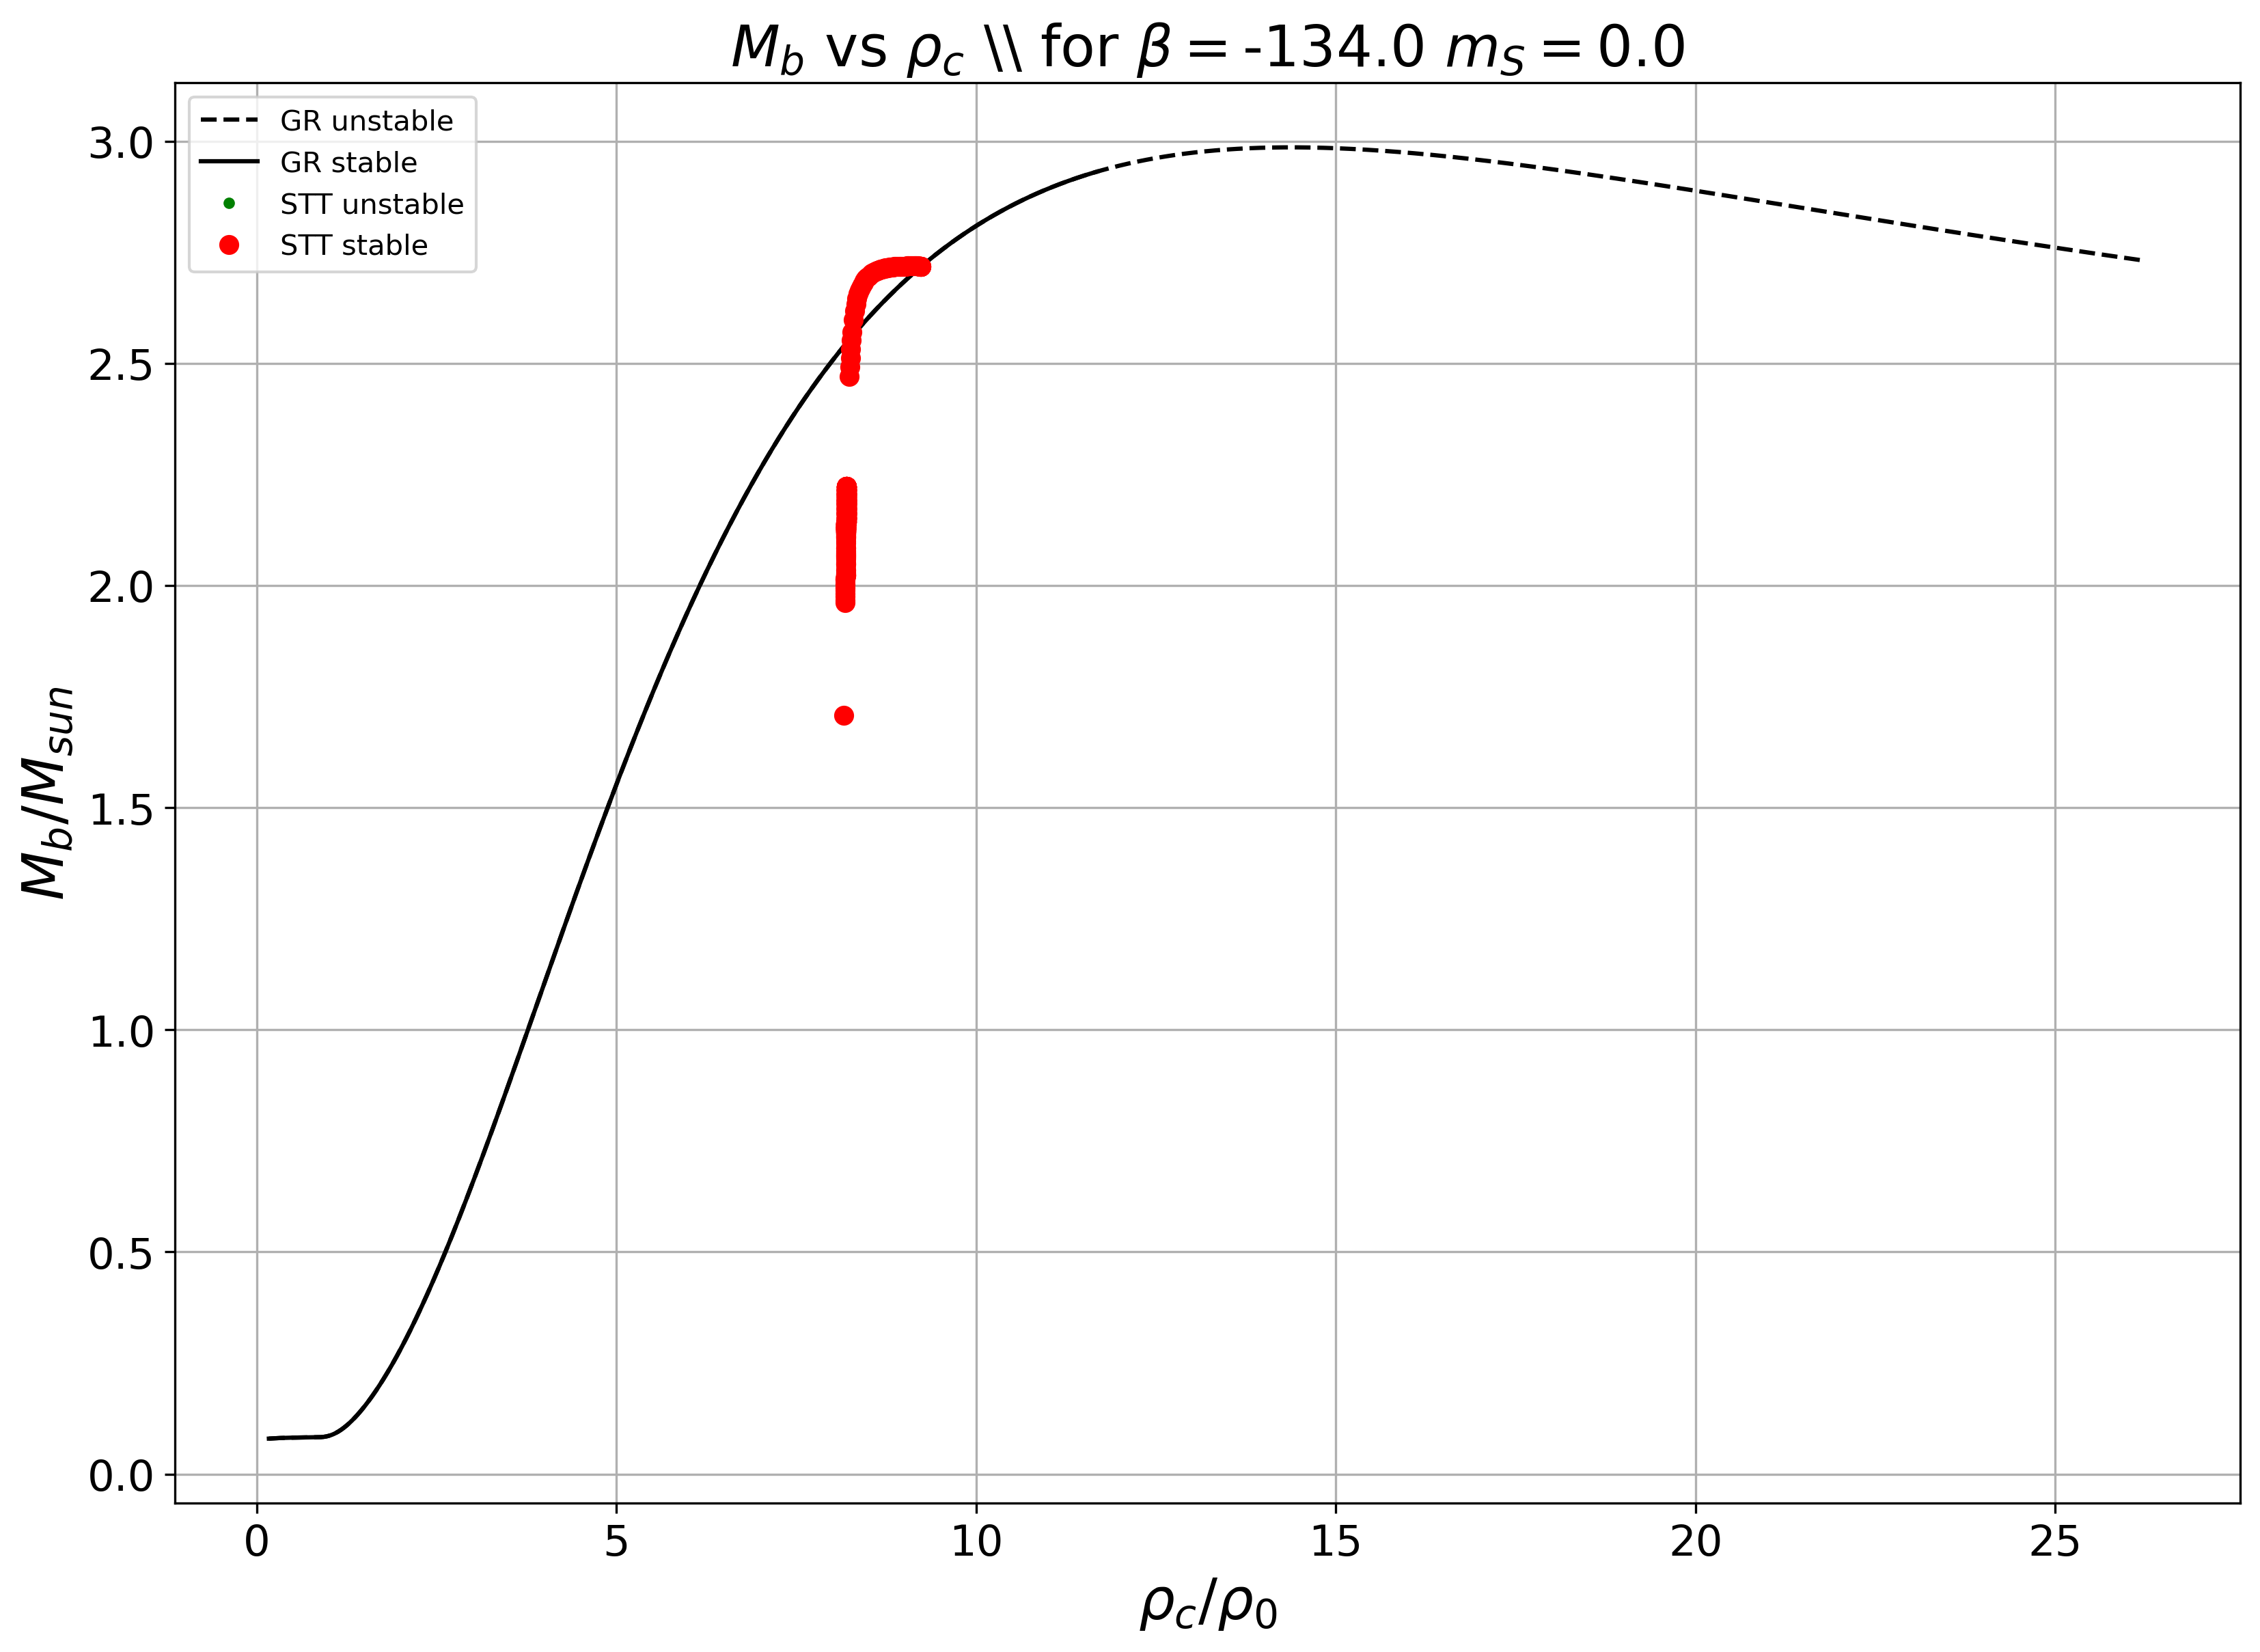 M_b vs ρ_c \\ for β = -134.0 m_S = 0.0
GR unstable
GR stable
STT unstable
STT stable
3.0
2.5
2.0
1.5
1.0
0.5
0.0
M_b/M_sun
0 5 10 15 20 25
ρ_c/ρ_0